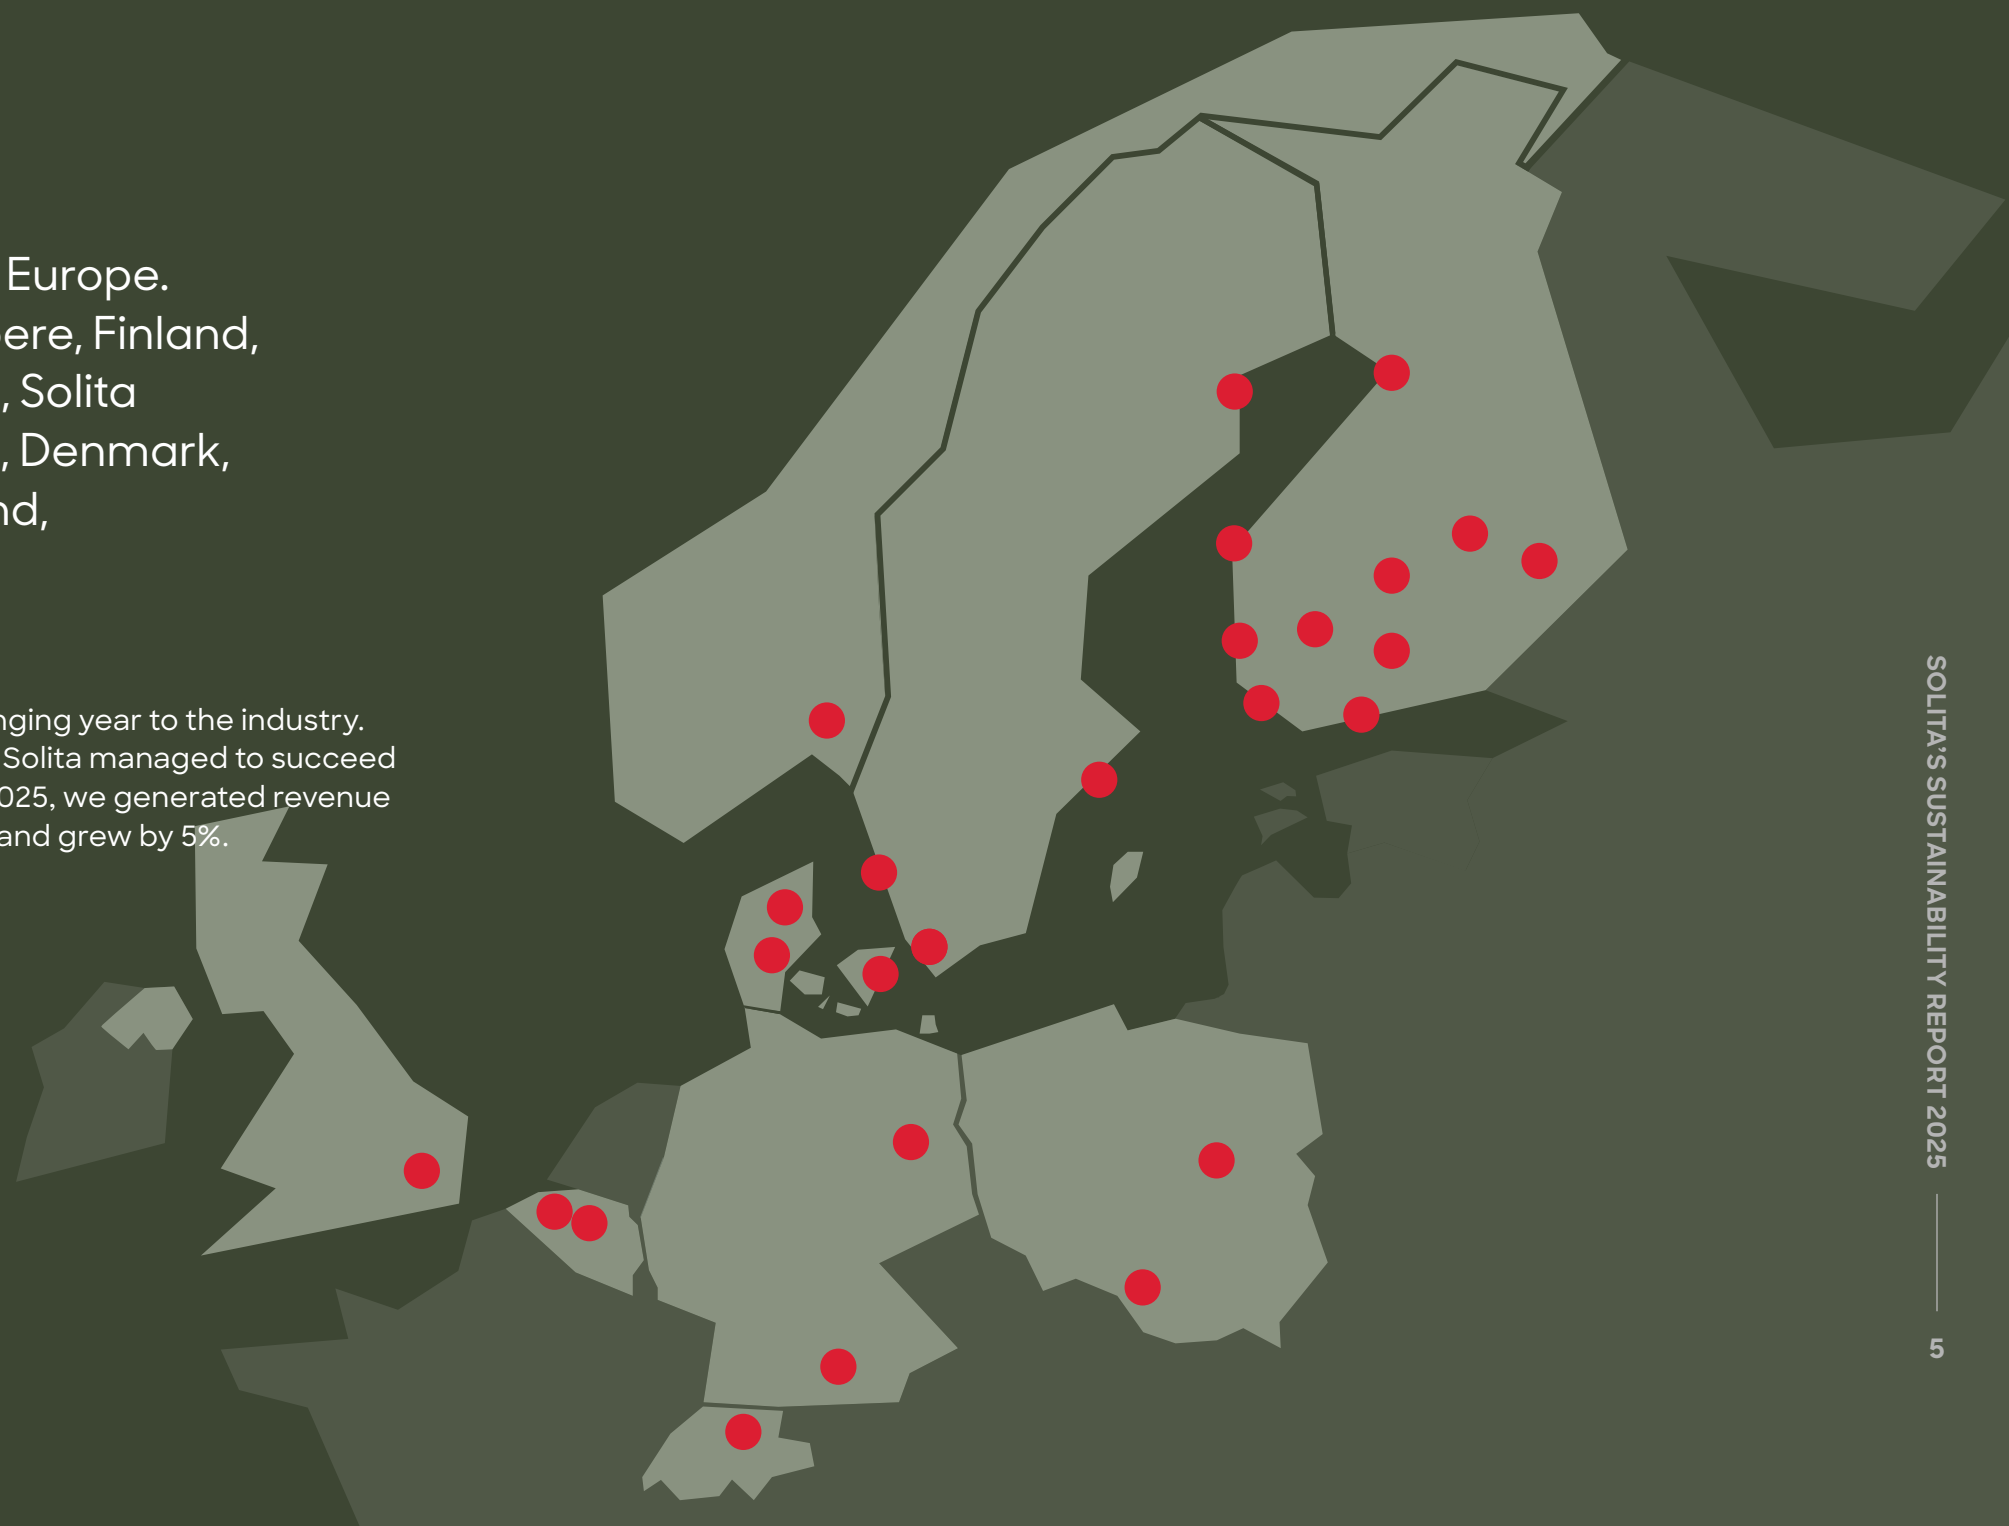 Europe.
ere, Finland,
, Solita
, Denmark,
nd,
nging year to the industry.
Solita managed to succeed
025, we generated revenue
and grew by 5%.
SOLITA’S SUSTAINABILITY REPORT 2025
5